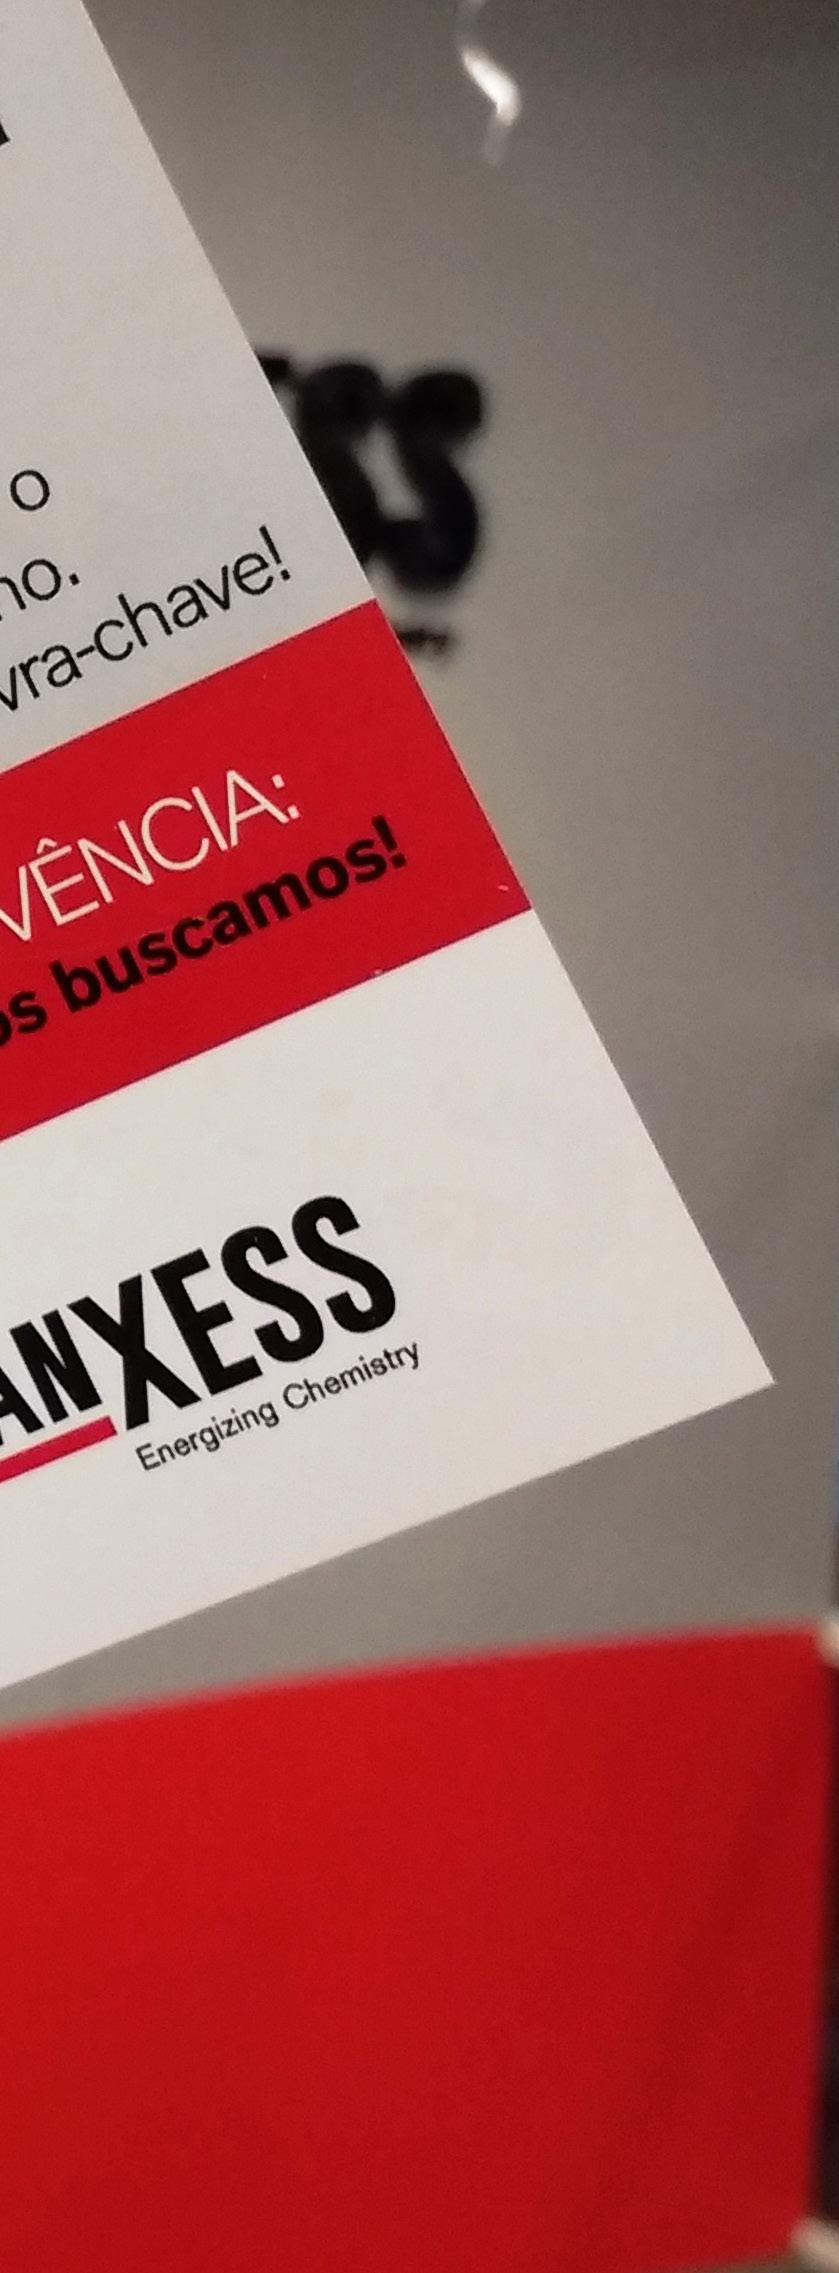 o
no.
vra-chave!
VÊNCIA:
os buscamos!
ANXESS
Energizing Chemistry